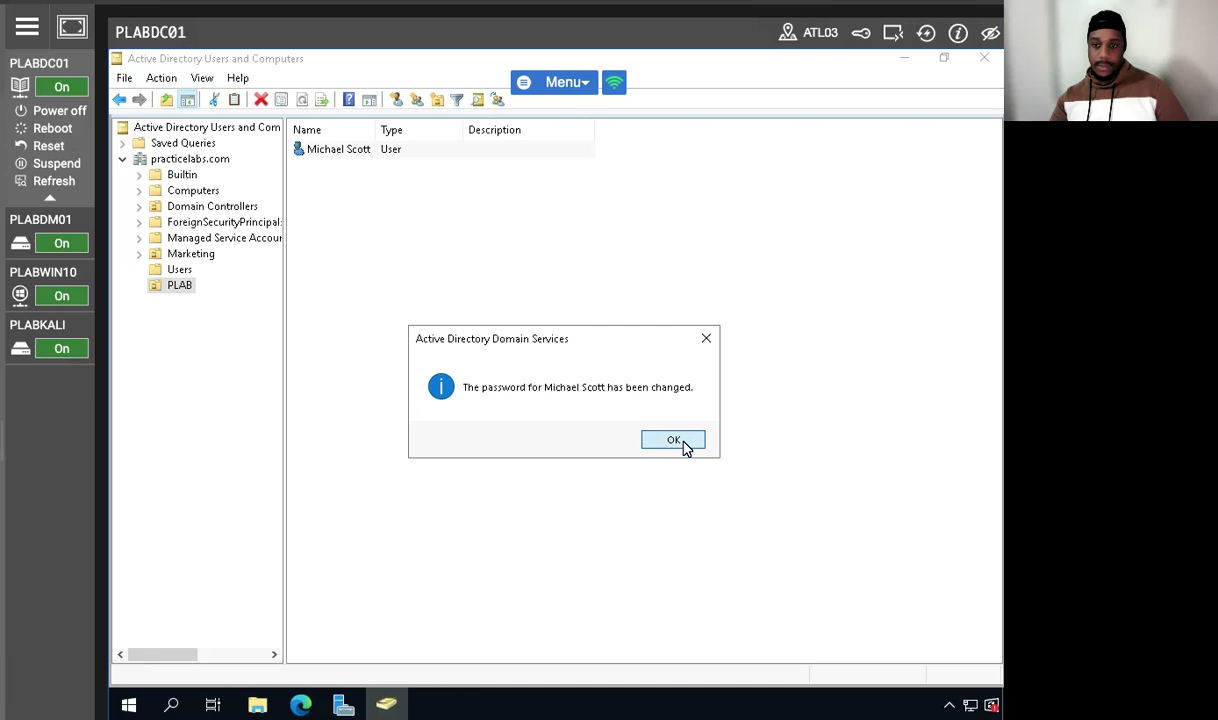 PLABDC01
ATL03
PLABDC01
On
Power off
Reboot
Reset
Suspend
Refresh
PLABDM01
On
PLABWIN10
On
PLABKALI
On
Active Directory Users and Computers
File Action View Help
Menu
Active Directory Users and Com
Saved Queries
practicelabs.com
Builtin
Computers
Domain Controllers
ForeignSecurityPrincipal:
Managed Service Accour
Marketing
Users
PLAB
Name Type Description
Michael Scott User
Active Directory Domain Services
The password for Michael Scott has been changed.
OK